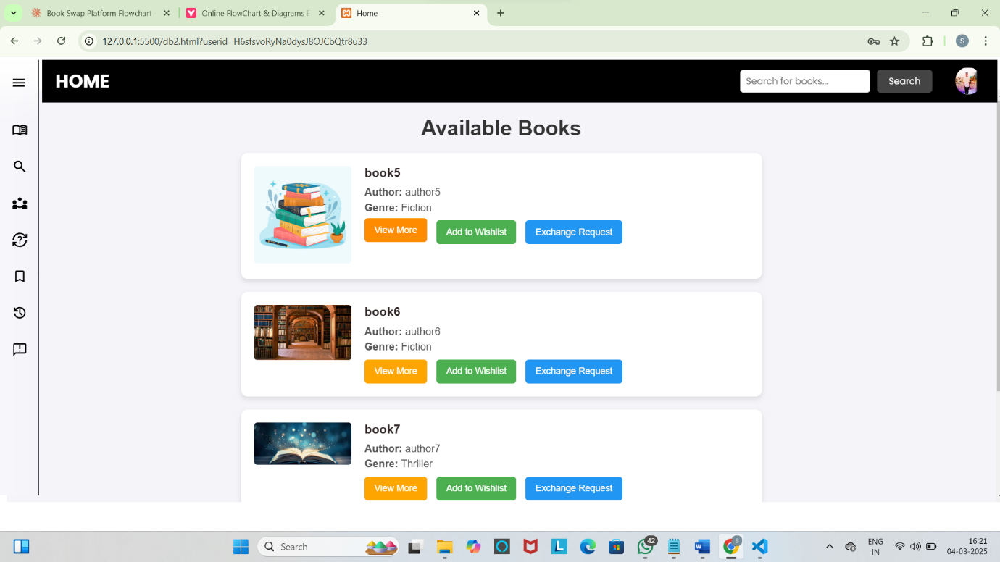 Book Swap Platform Flowchart
Online FlowChart & Diagrams E
Home
127.0.0.1:5500/db2.html?userid=H6sfsvoRyNa0dysJ8OJCbQtr8u33
S
HOME
Search for books...
Search
Available Books
book5
Author: author5
Genre: Fiction
View More
Add to Wishlist
Exchange Request
book6
Author: author6
Genre: Fiction
View More
Add to Wishlist
Exchange Request
book7
Author: author7
Genre: Thriller
View More
Add to Wishlist
Exchange Request
Search
L
42
W
S
ENG
IN
16:21
04-03-2025